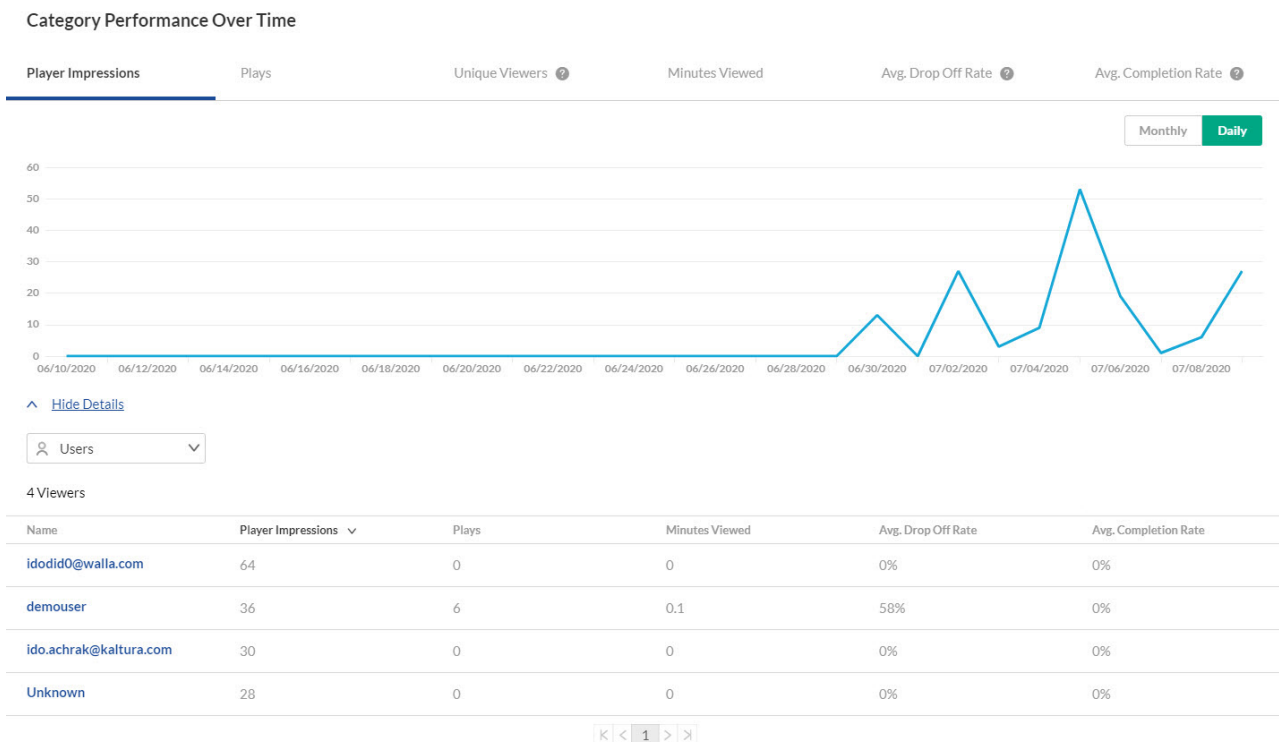 Category Performance Over Time
Player Impressions Plays Unique Viewers ? Minutes Viewed Avg. Drop Off Rate ? Avg. Completion Rate ?
Monthly Daily
60
50
40
30
20
10
0
06/10/2020 06/12/2020 06/14/2020 06/16/2020 06/18/2020 06/20/2020 06/22/2020 06/24/2020 06/26/2020 06/28/2020 06/30/2020 07/02/2020 07/04/2020 07/06/2020 07/08/2020
Hide Details
Users
4 Viewers
Name Player Impressions Plays Minutes Viewed Avg. Drop Off Rate Avg. Completion Rate
idodid0@walla.com 64 0 0 0% 0%
demouser 36 6 0.1 58% 0%
ido.achrak@kaltura.com 30 0 0 0% 0%
Unknown 28 0 0 0% 0%
1